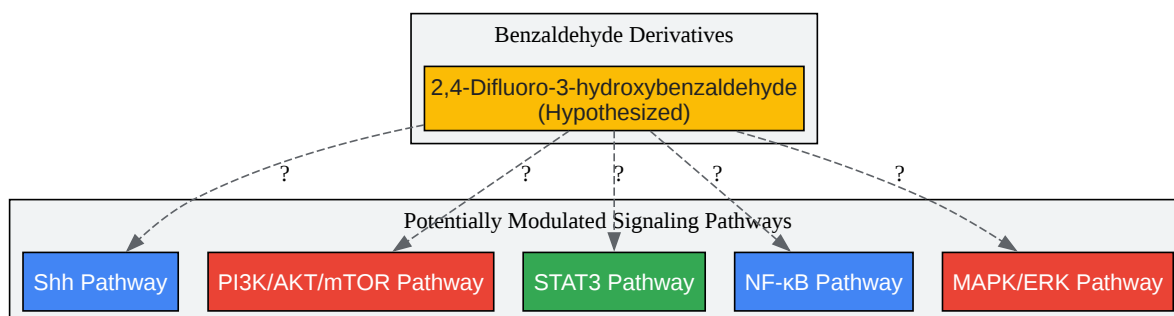 Benzaldehyde Derivatives
2,4-Difluoro-3-hydroxybenzaldehyde
(Hypothesized)
? ? ? ? ?
Potentially Modulated Signaling Pathways
Shh Pathway PI3K/AKT/mTOR Pathway STAT3 Pathway NF-κB Pathway MAPK/ERK Pathway